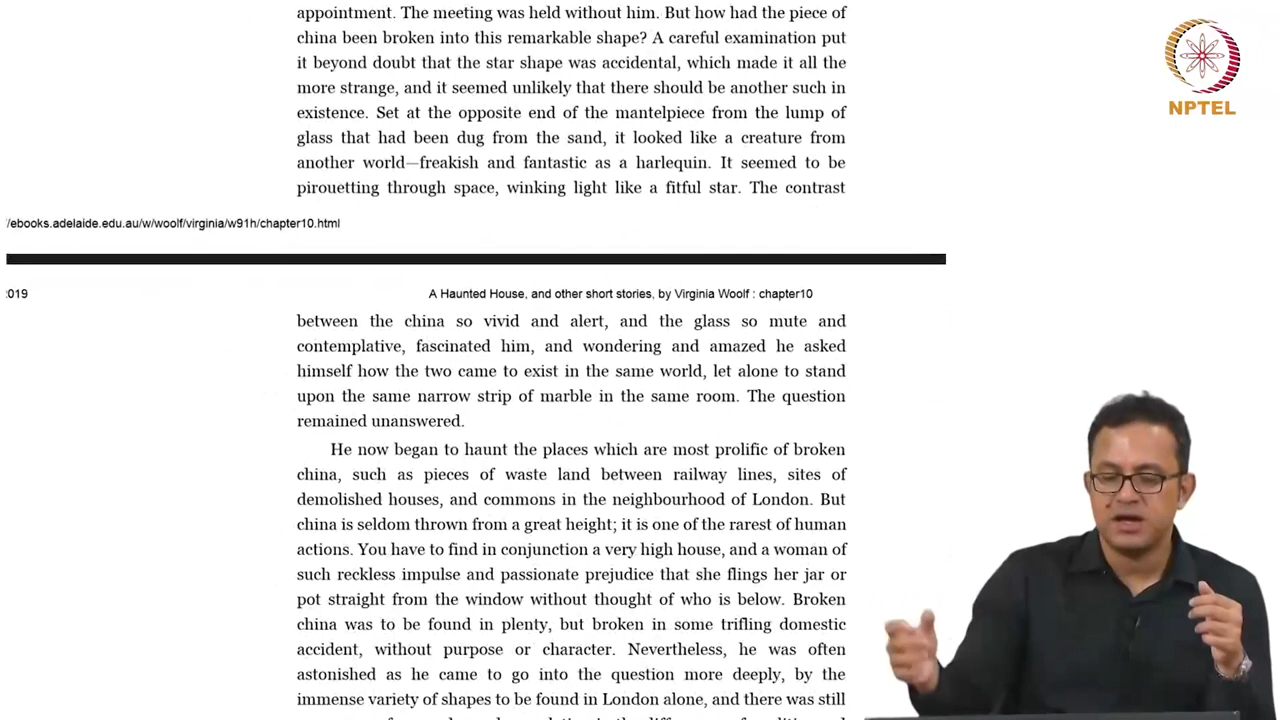 appointment. The meeting was held without him. But how had the piece of
china been broken into this remarkable shape? A careful examination put
it beyond doubt that the star shape was accidental, which made it all the
more strange, and it seemed unlikely that there should be another such in
existence. Set at the opposite end of the mantelpiece from the lump of
glass that had been dug from the sand, it looked like a creature from
another world—freakish and fantastic as a harlequin. It seemed to be
pirouetting through space, winking light like a fitful star. The contrast
NPTEL
/ebooks.adelaide.edu.au/w/woolf/virginia/w91h/chapter10.html
:019
A Haunted House, and other short stories, by Virginia Woolf : chapter10
between the china so vivid and alert, and the glass so mute and
contemplative, fascinated him, and wondering and amazed he asked
himself how the two came to exist in the same world, let alone to stand
upon the same narrow strip of marble in the same room. The question
remained unanswered.
He now began to haunt the places which are most prolific of broken
china, such as pieces of waste land between railway lines, sites of
demolished houses, and commons in the neighbourhood of London. But
china is seldom thrown from a great height; it is one of the rarest of human
actions. You have to find in conjunction a very high house, and a woman of
such reckless impulse and passionate prejudice that she flings her jar or
pot straight from the window without thought of who is below. Broken
china was to be found in plenty, but broken in some trifling domestic
accident, without purpose or character. Nevertheless, he was often
astonished as he came to go into the question more deeply, by the
immense variety of shapes to be found in London alone, and there was still